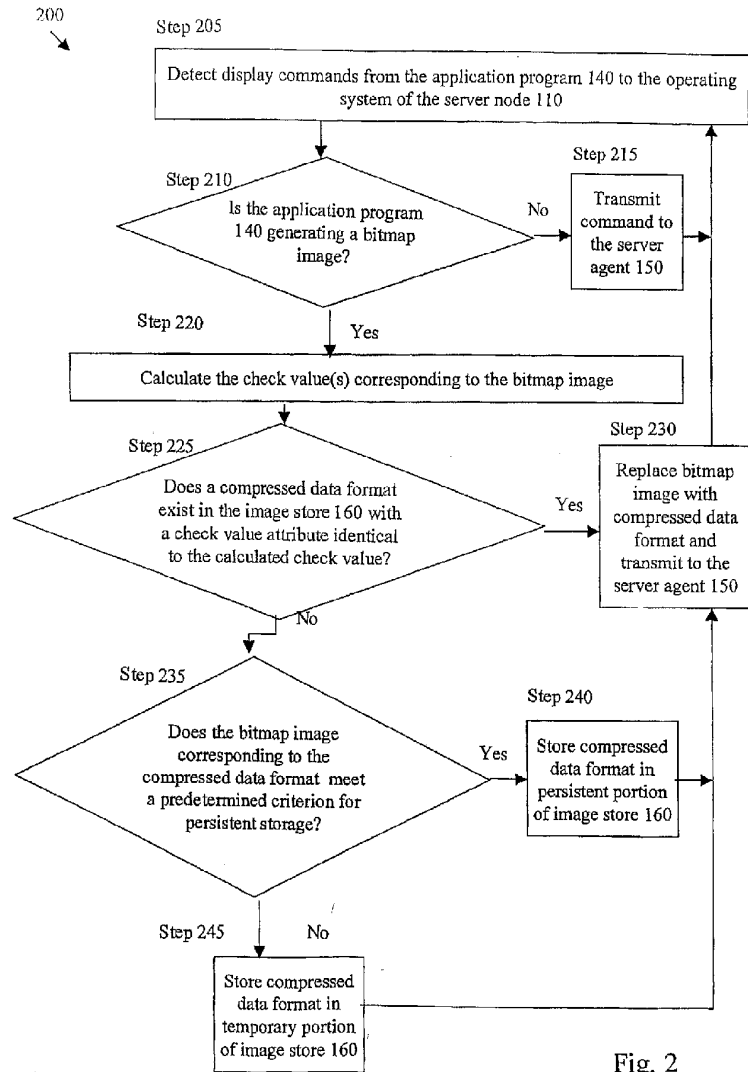 200
Step 205
Detect display commands from the application program 140 to the operating
system of the server node 110
Step 210
Is the application program
140 generating a bitmap
image?
No
Step 215
Transmit
command to
the server
agent 150
Yes
Step 220
Calculate the check value(s) corresponding to the bitmap image
Step 225
Does a compressed data format
exist in the image store 160 with
a check value attribute identical
to the calculated check value?
Yes
Step 230
Replace bitmap
image with
compressed data
format and
transmit to the
server agent 150
No
Step 235
Does the bitmap image
corresponding to the
compressed data format meet
a predetermined criterion for
persistent storage?
Yes
Step 240
Store compressed
data format in
persistent portion
of image store 160
No
Step 245
Store compressed
data format in
temporary portion
of image store 160
Fig. 2